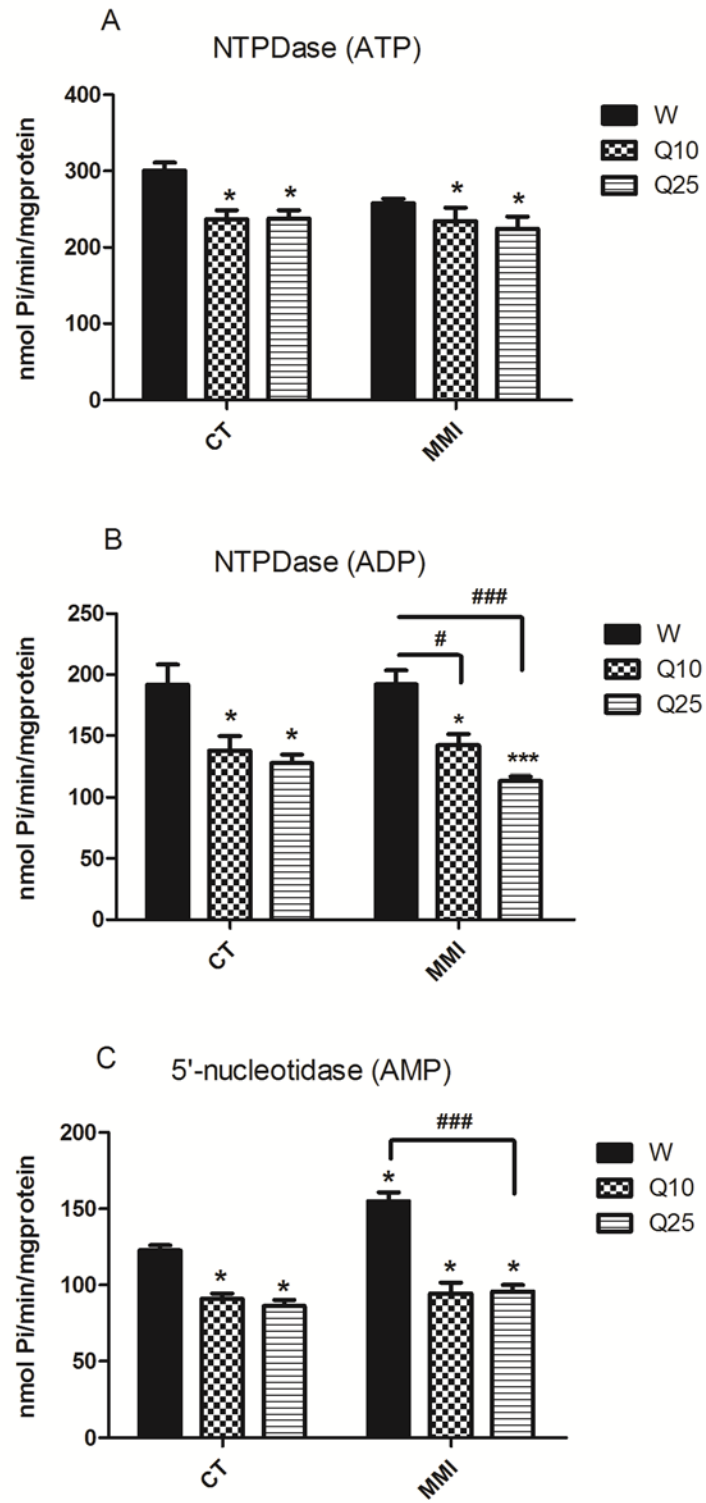 A
NTPDase (ATP)
nmol Pi/min/mgprotein
400
300
200
100
0
* * * *
CT MMI
W
Q10
Q25
B
NTPDase (ADP)
nmol Pi/min/mgprotein
250
200
150
100
50
0
###
#
* * * ***
CT MMI
W
Q10
Q25
C
5'-nucleotidase (AMP)
nmol Pi/min/mgprotein
200
150
100
50
0
###
* * * * *
CT MMI
W
Q10
Q25